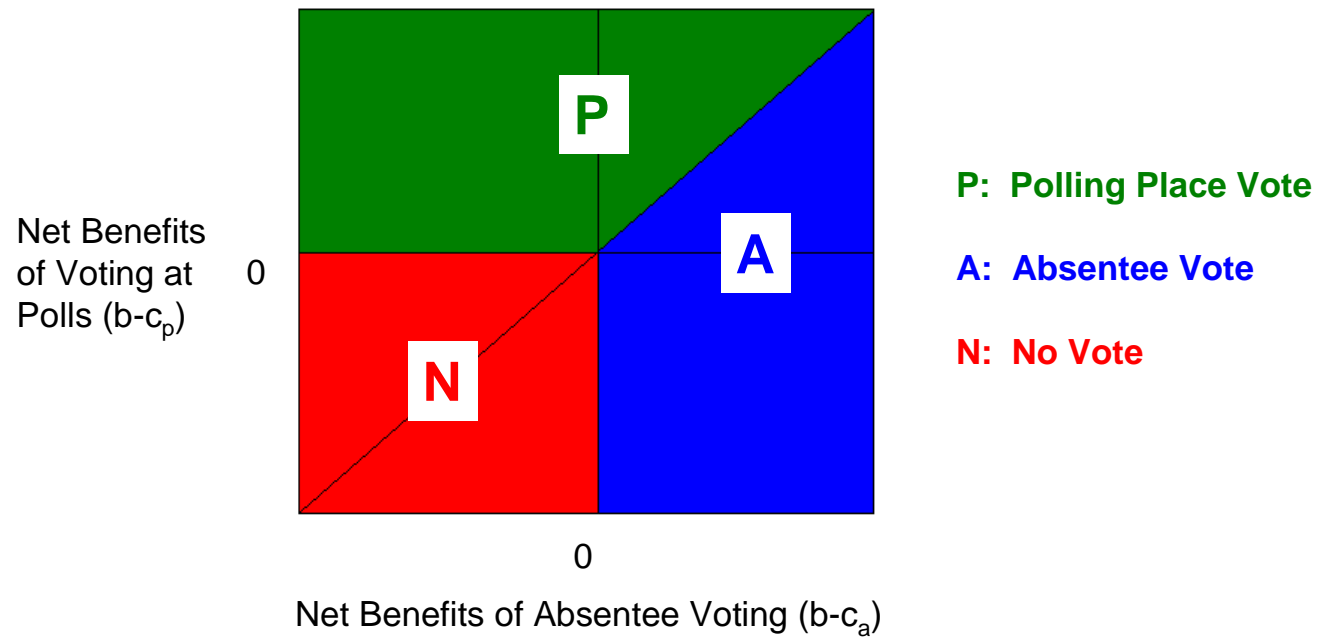 P
Net Benefits
of Voting at
Polls (b-cₚ)
0
A
N
P: Polling Place Vote
A: Absentee Vote
N: No Vote
0
Net Benefits of Absentee Voting (b-cₐ)